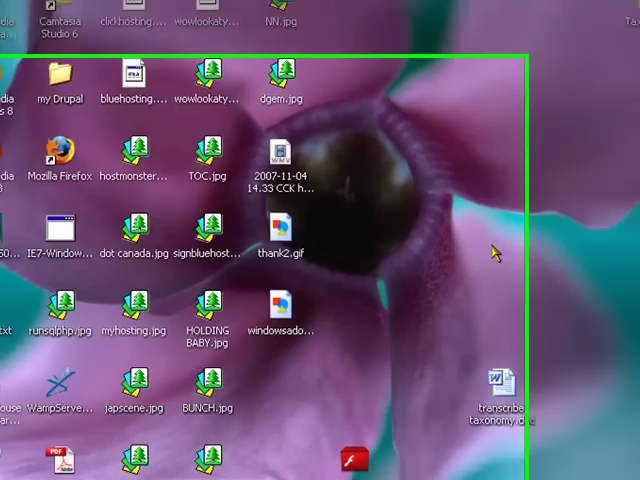 Camtasia
Studio 6
clickhosting....
wowlookaty...
NN.jpg
my Drupal
bluehosting....
wowlookaty...
dgem.jpg
Mozilla Firefox
hostmonster...
TOC.jpg
2007-11-04
14.33 CCK h...
IE7-Window...
dot canada.jpg
signbluehost...
thank2.gif
txt
runsqlphp.jpg
myhosting.jpg
HOLDING
BABY.jpg
windowsado...
WampServe...
japscene.jpg
BUNCH.jpg
transcribe
taxonomy.doc